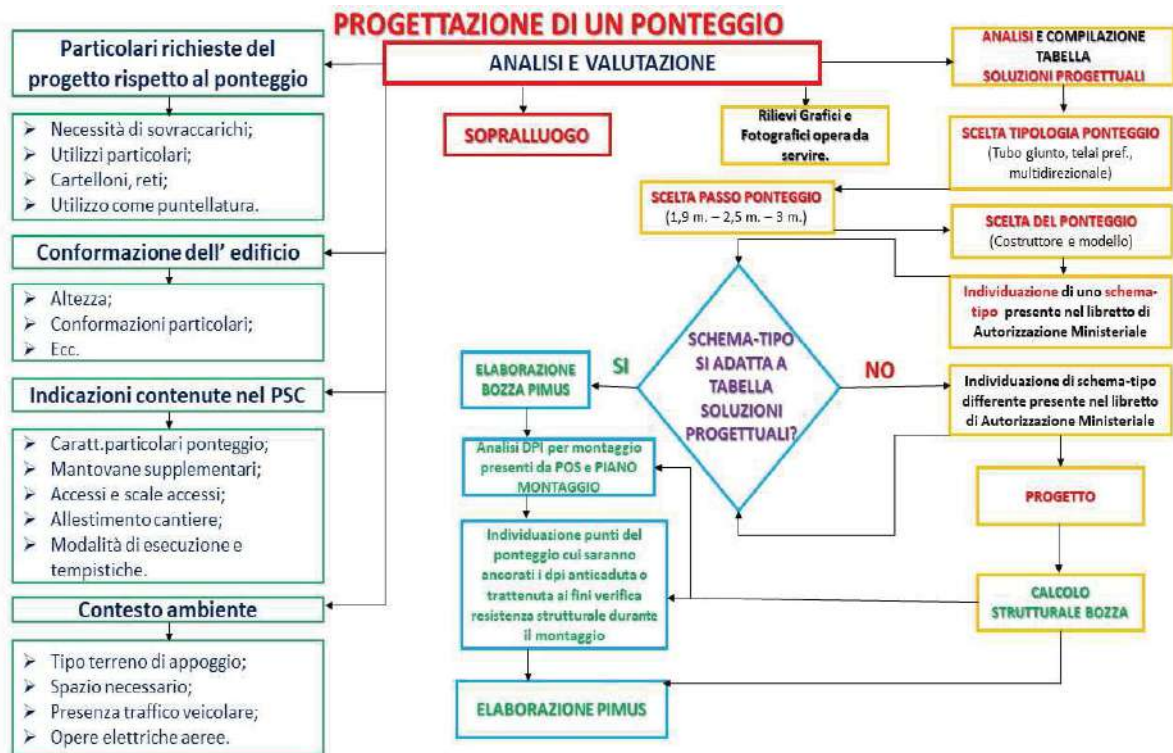 PROGETTAZIONE DI UN PONTEGGIO
ANALISI E VALUTAZIONE
Particolari richieste del
progetto rispetto al ponteggio
➢ Necessità di sovraccarichi;
➢ Utilizzi particolari;
➢ Cartelloni, reti;
➢ Utilizzo come puntellatura.
Conformazione dell' edificio
➢ Altezza;
➢ Conformazioni particolari;
➢ Ecc.
Indicazioni contenute nel PSC
➢ Caratt.particolari ponteggio;
➢ Mantovane supplementari;
➢ Accessi e scale accessi;
➢ Allestimento cantiere;
➢ Modalità di esecuzione e
tempistiche.
Contesto ambiente
➢ Tipo terreno di appoggio;
➢ Spazio necessario;
➢ Presenza traffico veicolare;
➢ Opere elettriche aeree.
SOPRALLUOGO
Rilievi Grafici e
Fotografici opera da
servire.
ANALISI E COMPILAZIONE
TABELLA
SOLUZIONI PROGETTUALI
SCELTA TIPOLOGIA PONTEGGIO
(Tubo giunto, telai pref.,
multidirezionale)
SCELTA PASSO PONTEGGIO
(1,9 m. – 2,5 m. – 3 m.)
SCELTA DEL PONTEGGIO
(Costruttore e modello)
Individuazione di uno schema-
tipo presente nel libretto di
Autorizzazione Ministeriale
SCHEMA-TIPO
SI ADATTA A
TABELLA
SOLUZIONI
PROGETTUALI?
SI
NO
ELABORAZIONE
BOZZA PIMUS
Analisi DPI per montaggio
presenti da POS e PIANO
MONTAGGIO
Individuazione punti del
ponteggio cui saranno
ancorati i dpi anticaduta o
trattenuta ai fini verifica
resistenza strutturale durante
il montaggio
ELABORAZIONE PIMUS
Individuazione di schema-tipo
differente presente nel libretto
di Autorizzazione Ministeriale
PROGETTO
CALCOLO
STRUTTURALE BOZZA